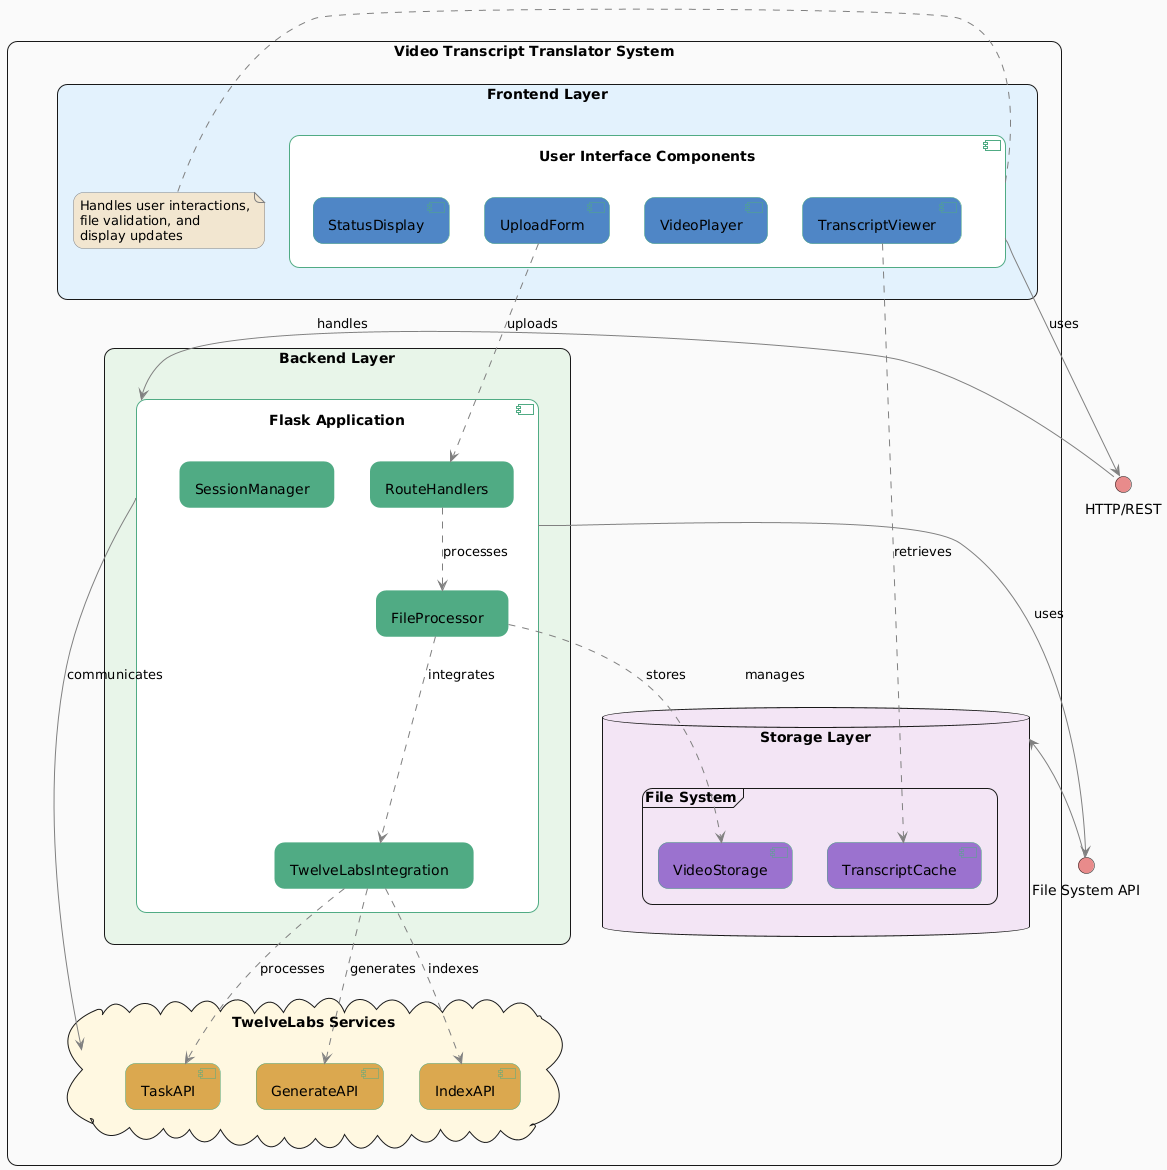 Video Transcript Translator System
Frontend Layer
User Interface Components
Handles user interactions,
file validation, and
display updates
StatusDisplay
UploadForm
VideoPlayer
TranscriptViewer
handles
uploads
uses
Backend Layer
Flask Application
SessionManager
RouteHandlers
HTTP/REST
processes
retrieves
FileProcessor
uses
communicates
integrates
stores
manages
Storage Layer
File System
TwelveLabsIntegration
VideoStorage
TranscriptCache
File System API
processes
generates
indexes
TwelveLabs Services
TaskAPI
GenerateAPI
IndexAPI